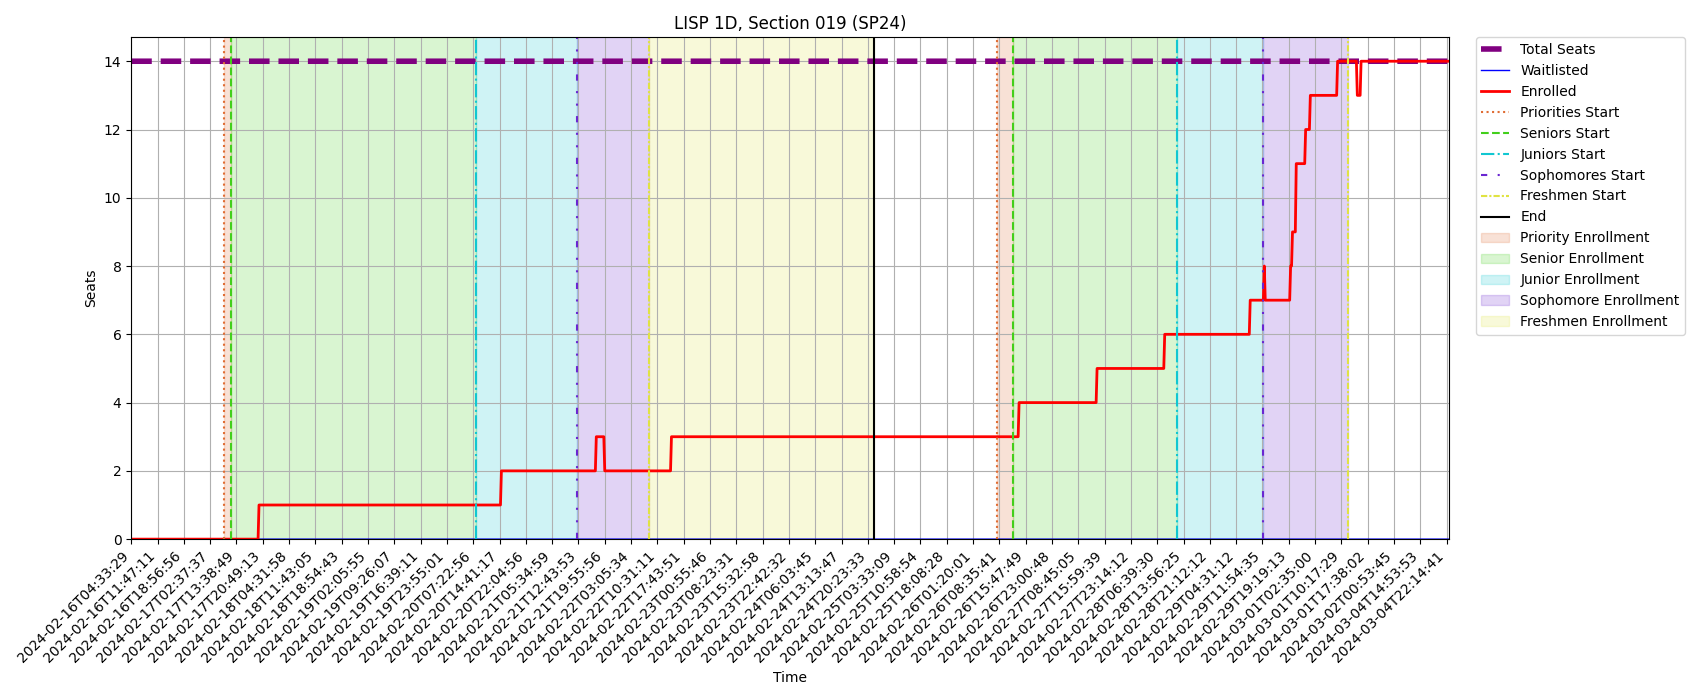 LISP 1D, Section 019 (SP24)
Seats
14
12
10
8
6
4
2
0
2024-02-16T04:33:29
2024-02-16T11:47:11
2024-02-16T18:56:56
2024-02-17T02:37:37
2024-02-17T13:38:49
2024-02-17T20:49:13
2024-02-18T04:31:58
2024-02-18T11:43:05
2024-02-18T18:54:43
2024-02-19T02:05:55
2024-02-19T09:26:07
2024-02-19T16:39:11
2024-02-19T23:55:01
2024-02-20T07:22:56
2024-02-20T14:41:17
2024-02-20T22:04:56
2024-02-21T05:34:59
2024-02-21T12:43:53
2024-02-21T19:55:56
2024-02-22T03:05:34
2024-02-22T10:31:11
2024-02-22T17:43:51
2024-02-23T00:55:46
2024-02-23T08:23:31
2024-02-23T15:32:58
2024-02-23T22:42:32
2024-02-24T06:03:45
2024-02-24T13:13:47
2024-02-24T20:23:33
2024-02-25T03:33:09
2024-02-25T10:58:54
2024-02-25T18:08:28
2024-02-26T01:20:01
2024-02-26T08:35:41
2024-02-26T15:47:49
2024-02-26T23:00:48
2024-02-27T08:45:05
2024-02-27T15:59:39
2024-02-27T23:14:12
2024-02-28T06:39:30
2024-02-28T13:56:25
2024-02-28T21:12:12
2024-02-29T04:31:12
2024-02-29T11:54:35
2024-02-29T19:19:13
2024-03-01T02:35:00
2024-03-01T10:17:29
2024-03-01T17:38:02
2024-03-02T00:53:45
2024-03-04T14:53:53
2024-03-04T22:14:41
Time
Total Seats
Waitlisted
Enrolled
Priorities Start
Seniors Start
Juniors Start
Sophomores Start
Freshmen Start
End
Priority Enrollment
Senior Enrollment
Junior Enrollment
Sophomore Enrollment
Freshmen Enrollment